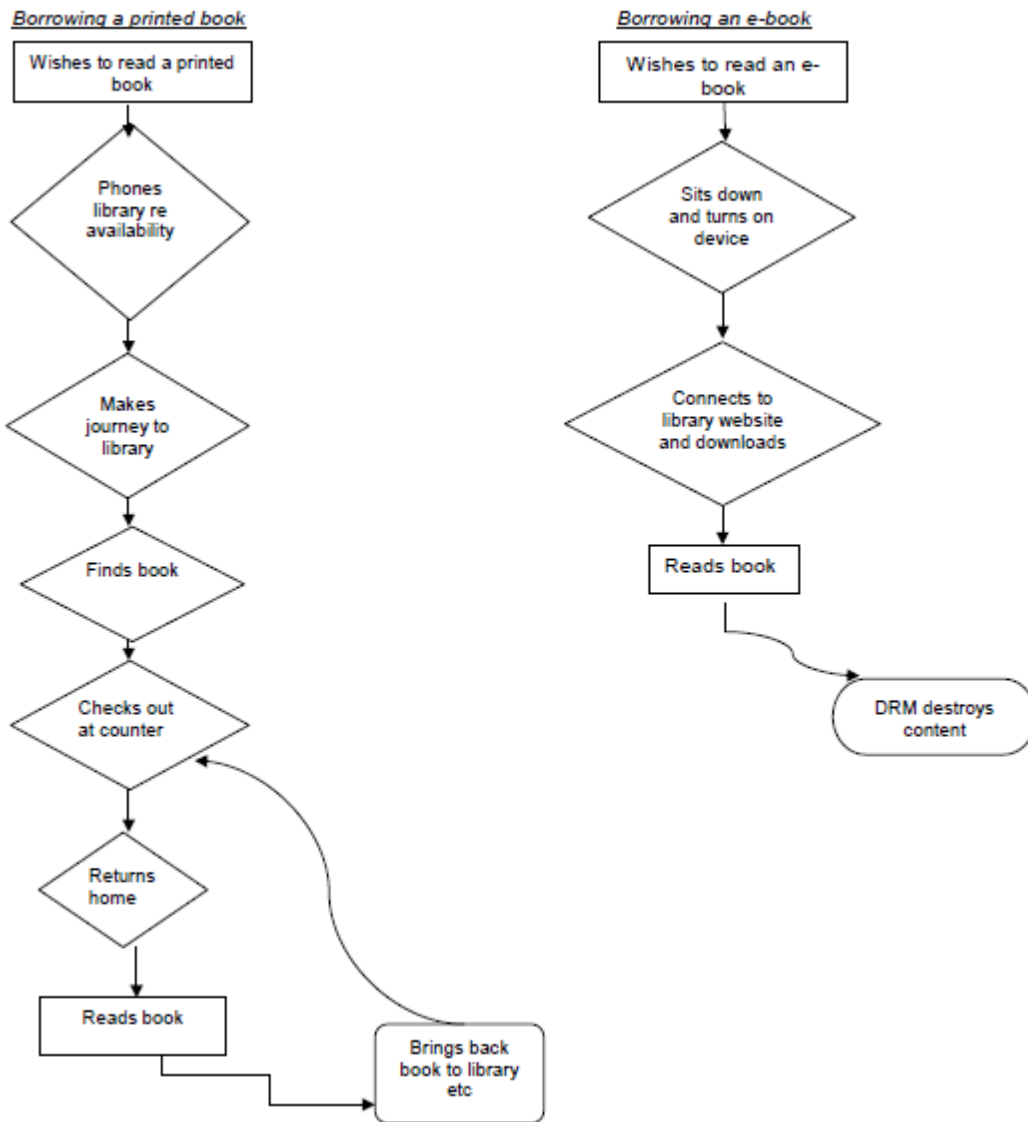 Borrowing a printed book
Wishes to read a printed
book
Phones
library re
availability
Makes
journey to
library
Finds book
Checks out
at counter
Returns
home
Reads book
Brings back
book to library
etc
Borrowing an e-book
Wishes to read an e-
book
Sits down
and turns on
device
Connects to
library website
and downloads
Reads book
DRM destroys
content